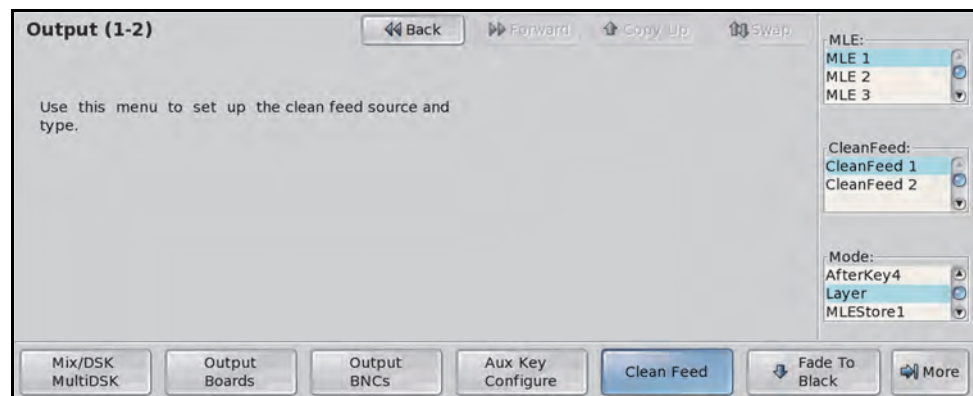 Output (1-2)
Back
Forward
Copy Up
Swap
Use this menu to set up the clean feed source and
type.
MLE:
MLE 1
MLE 2
MLE 3
CleanFeed:
CleanFeed 1
CleanFeed 2
Mode:
AfterKey4
Layer
MLEStore1
Mix/DSK
MultiDSK
Output
Boards
Output
BNCs
Aux Key
Configure
Clean Feed
Fade To
Black
More